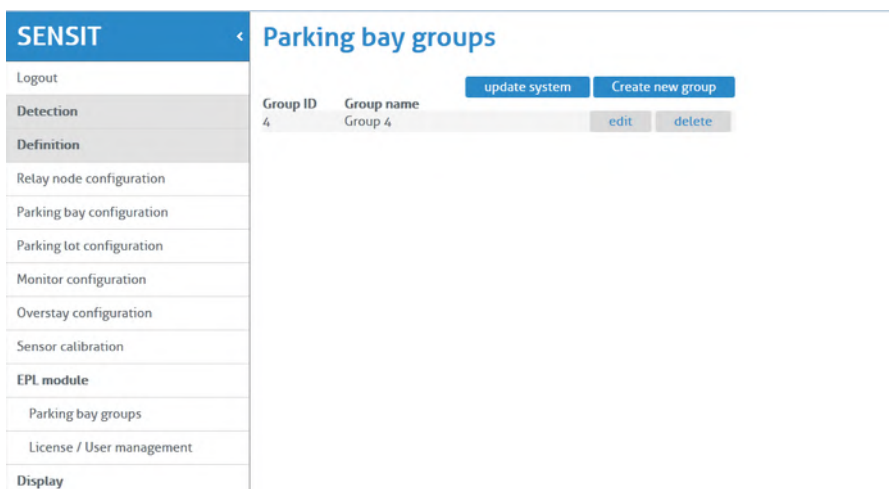 SENSIT
Logout
Detection
Definition
Relay node configuration
Parking bay configuration
Parking lot configuration
Monitor configuration
Overstay configuration
Sensor calibration
EPL module
Parking bay groups
License / User management
Display
Parking bay groups
update system Create new group
Group ID Group name
4 Group 4 edit delete